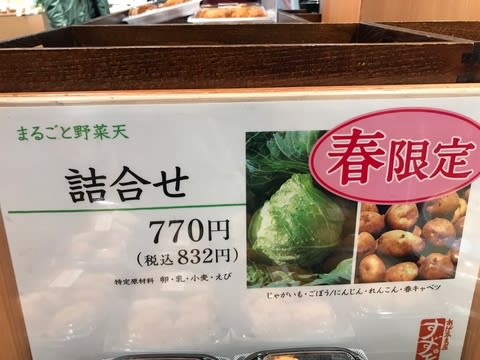 まるごと野菜天
春限定
詰合せ
770円
(税込832円)
特定原材料 卵・乳・小麦・えび
じゃがいも・ごぼう/にんじん・れんこん・春キャベツ